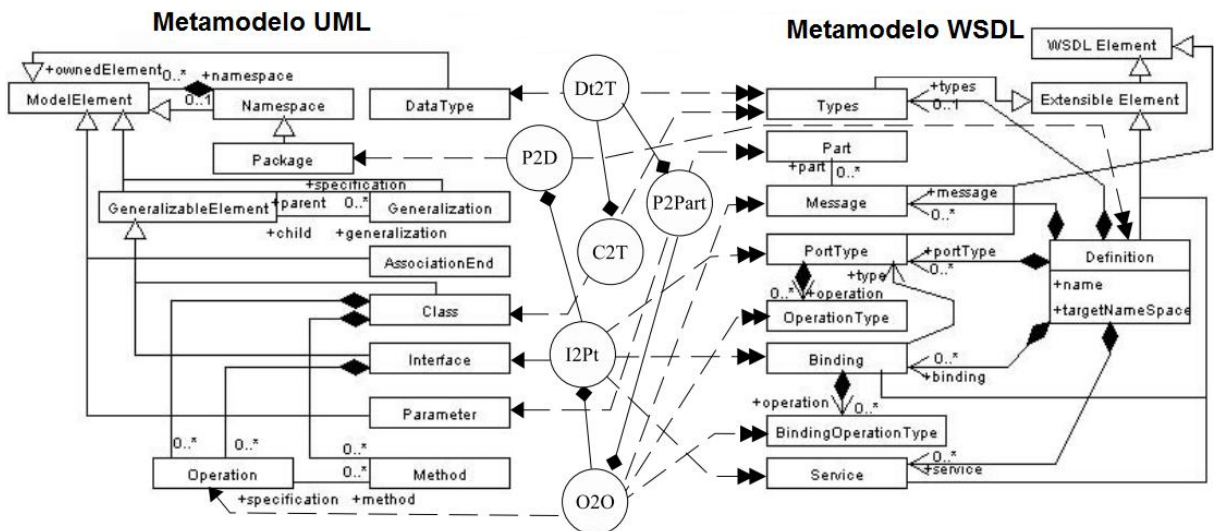 Metamodelo UML
Metamodelo WSDL
WSDL Element
+ownedElement
0..*
+namespace
ModelElement
0..1
Namespace
DataType
Dt2T
Types
+types
0..1
Extensible Element
Package
P2D
Part
+part
0..*
+specification
GeneralizableElement
+parent
0..*
Generalization
P2Part
Message
+message
0..*
+child
+generalization
C2T
AssociationEnd
PortType
+portType
0..*
+type
Definition
+name
+targetNameSpace
Class
0..*
+operation
OperationType
Interface
I2Pt
Binding
0..*
+binding
Parameter
+operation
0..*
BindingOperationType
0..*
0..*
0..*
0..*
Operation
Method
O2O
Service
0..*
+service
+specification
+method